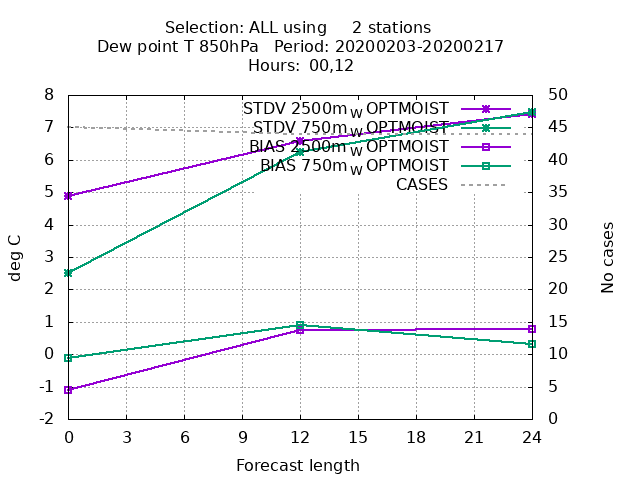 Selection: ALL using     2 stations
Dew point T 850hPa   Period: 20200203-20200217
Hours:  00,12
8
7
6
5
4
3
2
1
0
-1
-2
deg C
50
45
40
35
30
25
20
15
10
5
0
No cases
STDV 2500m_W OPTMOIST
STDV 750m_W OPTMOIST
BIAS 2500m_W OPTMOIST
BIAS 750m_W OPTMOIST
CASES
0 3 6 9 12 15 18 21 24
Forecast length